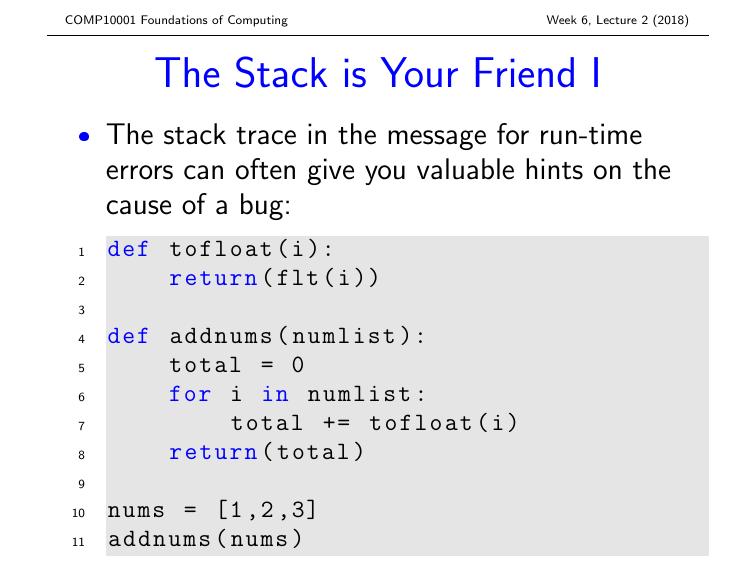 COMP10001 Foundations of Computing Week 6, Lecture 2 (2018)
The Stack is Your Friend I
• The stack trace in the message for run-time
errors can often give you valuable hints on the
cause of a bug:
1 def tofloat(i):
2     return(flt(i))
3
4 def addnums(numlist):
5     total = 0
6     for i in numlist:
7         total += tofloat(i)
8     return(total)
9
10 nums = [1,2,3]
11 addnums(nums)